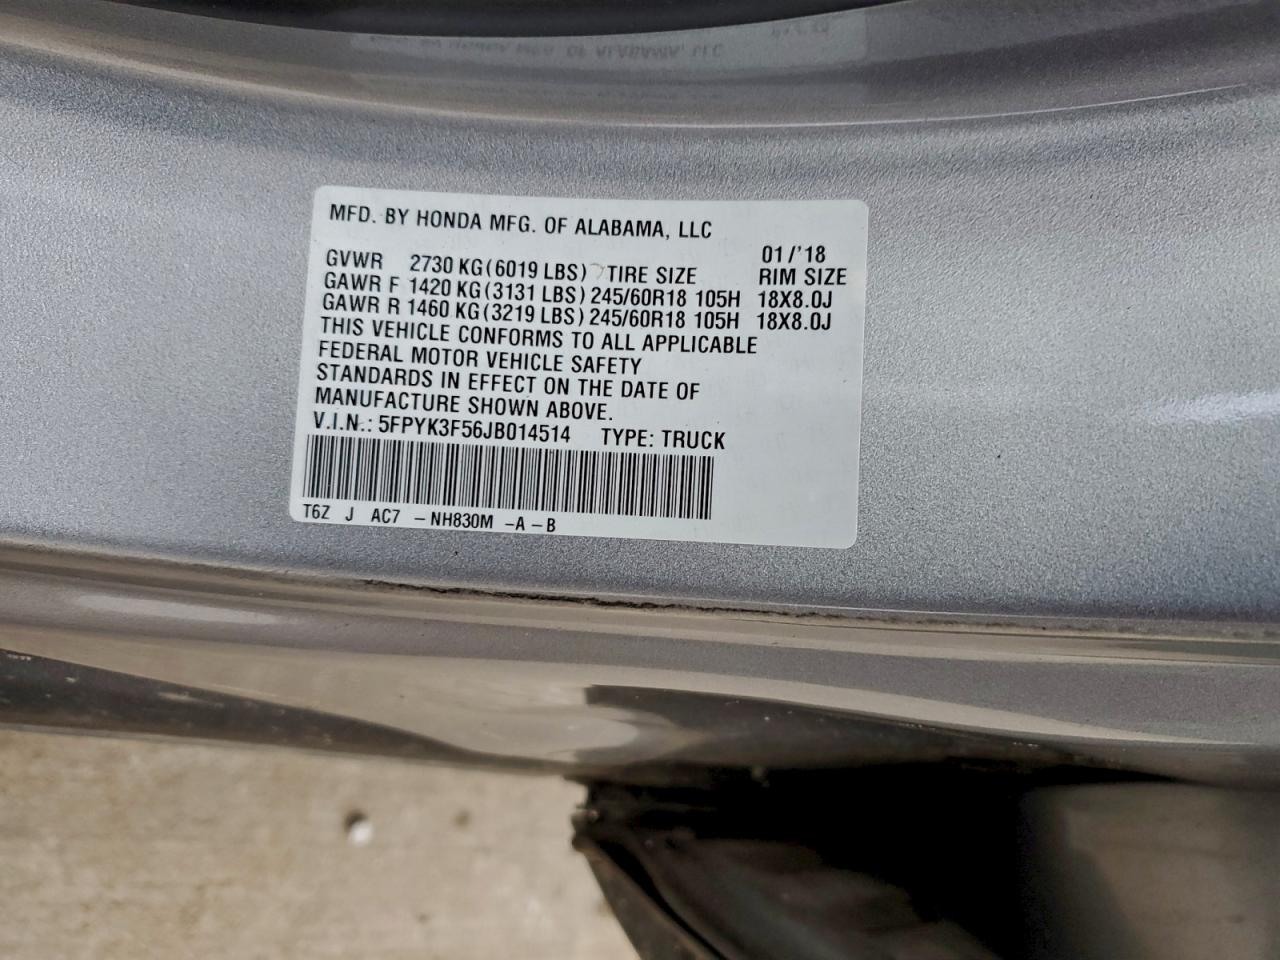 MFD. BY HONDA MFG. OF ALABAMA, LLC
01/'18
GVWR 2730 KG(6019 LBS) TIRE SIZE RIM SIZE
GAWR F 1420 KG(3131 LBS) 245/60R18 105H 18X8.0J
GAWR R 1460 KG(3219 LBS) 245/60R18 105H 18X8.0J
THIS VEHICLE CONFORMS TO ALL APPLICABLE
FEDERAL MOTOR VEHICLE SAFETY
STANDARDS IN EFFECT ON THE DATE OF
MANUFACTURE SHOWN ABOVE.
V.I.N.: 5FPYK3F56JB014514 TYPE: TRUCK
T6Z J AC7 - NH830M - A - B